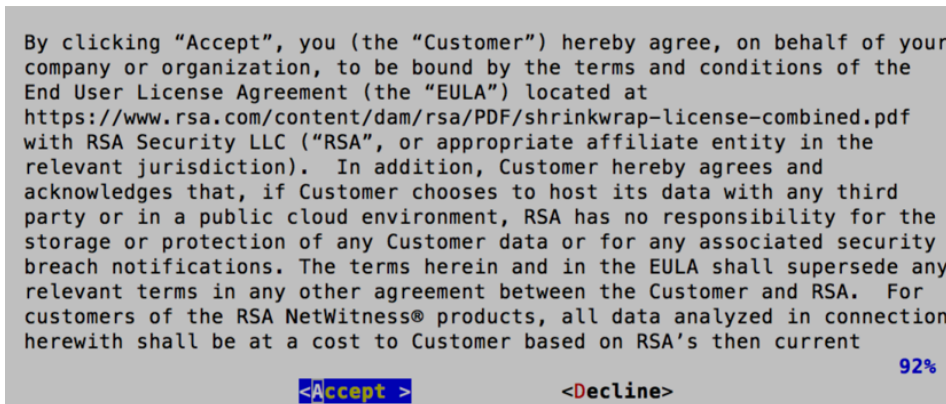 By clicking “Accept”, you (the “Customer”) hereby agree, on behalf of your
company or organization, to be bound by the terms and conditions of the
End User License Agreement (the “EULA”) located at
https://www.rsa.com/content/dam/rsa/PDF/shrinkwrap-license-combined.pdf
with RSA Security LLC (“RSA”, or appropriate affiliate entity in the
relevant jurisdiction).  In addition, Customer hereby agrees and
acknowledges that, if Customer chooses to host its data with any third
party or in a public cloud environment, RSA has no responsibility for the
storage or protection of any Customer data or for any associated security
breach notifications. The terms herein and in the EULA shall supersede any
relevant terms in any other agreement between the Customer and RSA.  For
customers of the RSA NetWitness® products, all data analyzed in connection
herewith shall be at a cost to Customer based on RSA’s then current
92%
<Accept > <Decline>